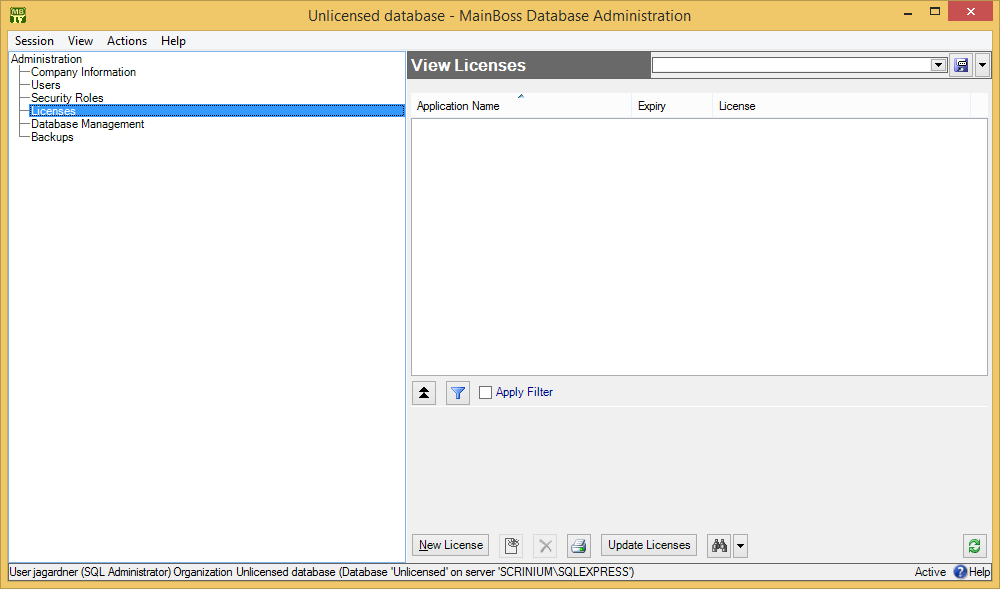 MB
IV
Unlicensed database - MainBoss Database Administration
Session View Actions Help
Administration
Company Information
Users
Security Roles
Licenses
Database Management
Backups
View Licenses
Application Name Expiry License
Apply Filter
New License Update Licenses
User jagardner (SQL Administrator) Organization Unlicensed database (Database 'Unlicensed' on server 'SCRINIUM\SQLEXPRESS') Active Help